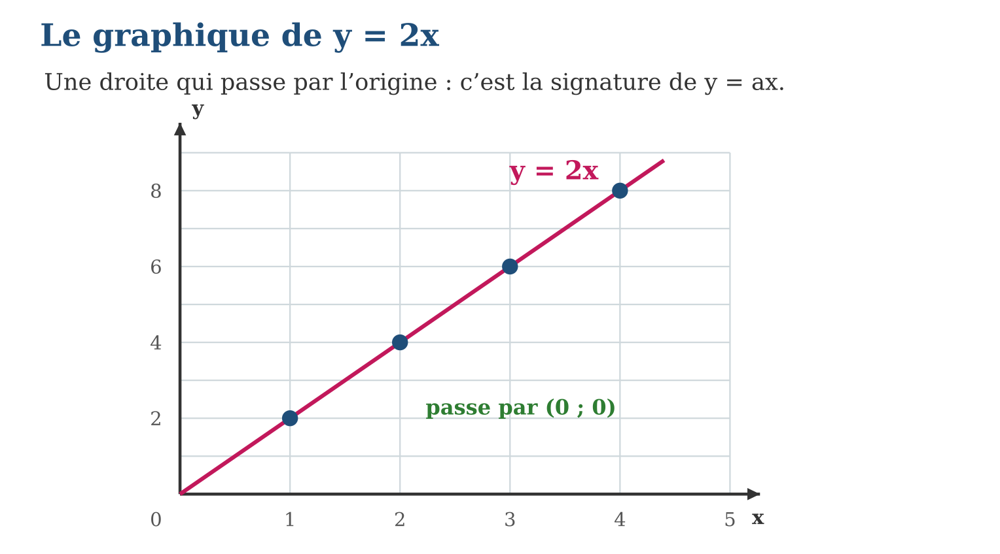 Le graphique de y = 2x
Une droite qui passe par l’origine : c’est la signature de y = ax.
y
y = 2x
8
6
4
passe par (0 ; 0)
2
0 1 2 3 4 5 x